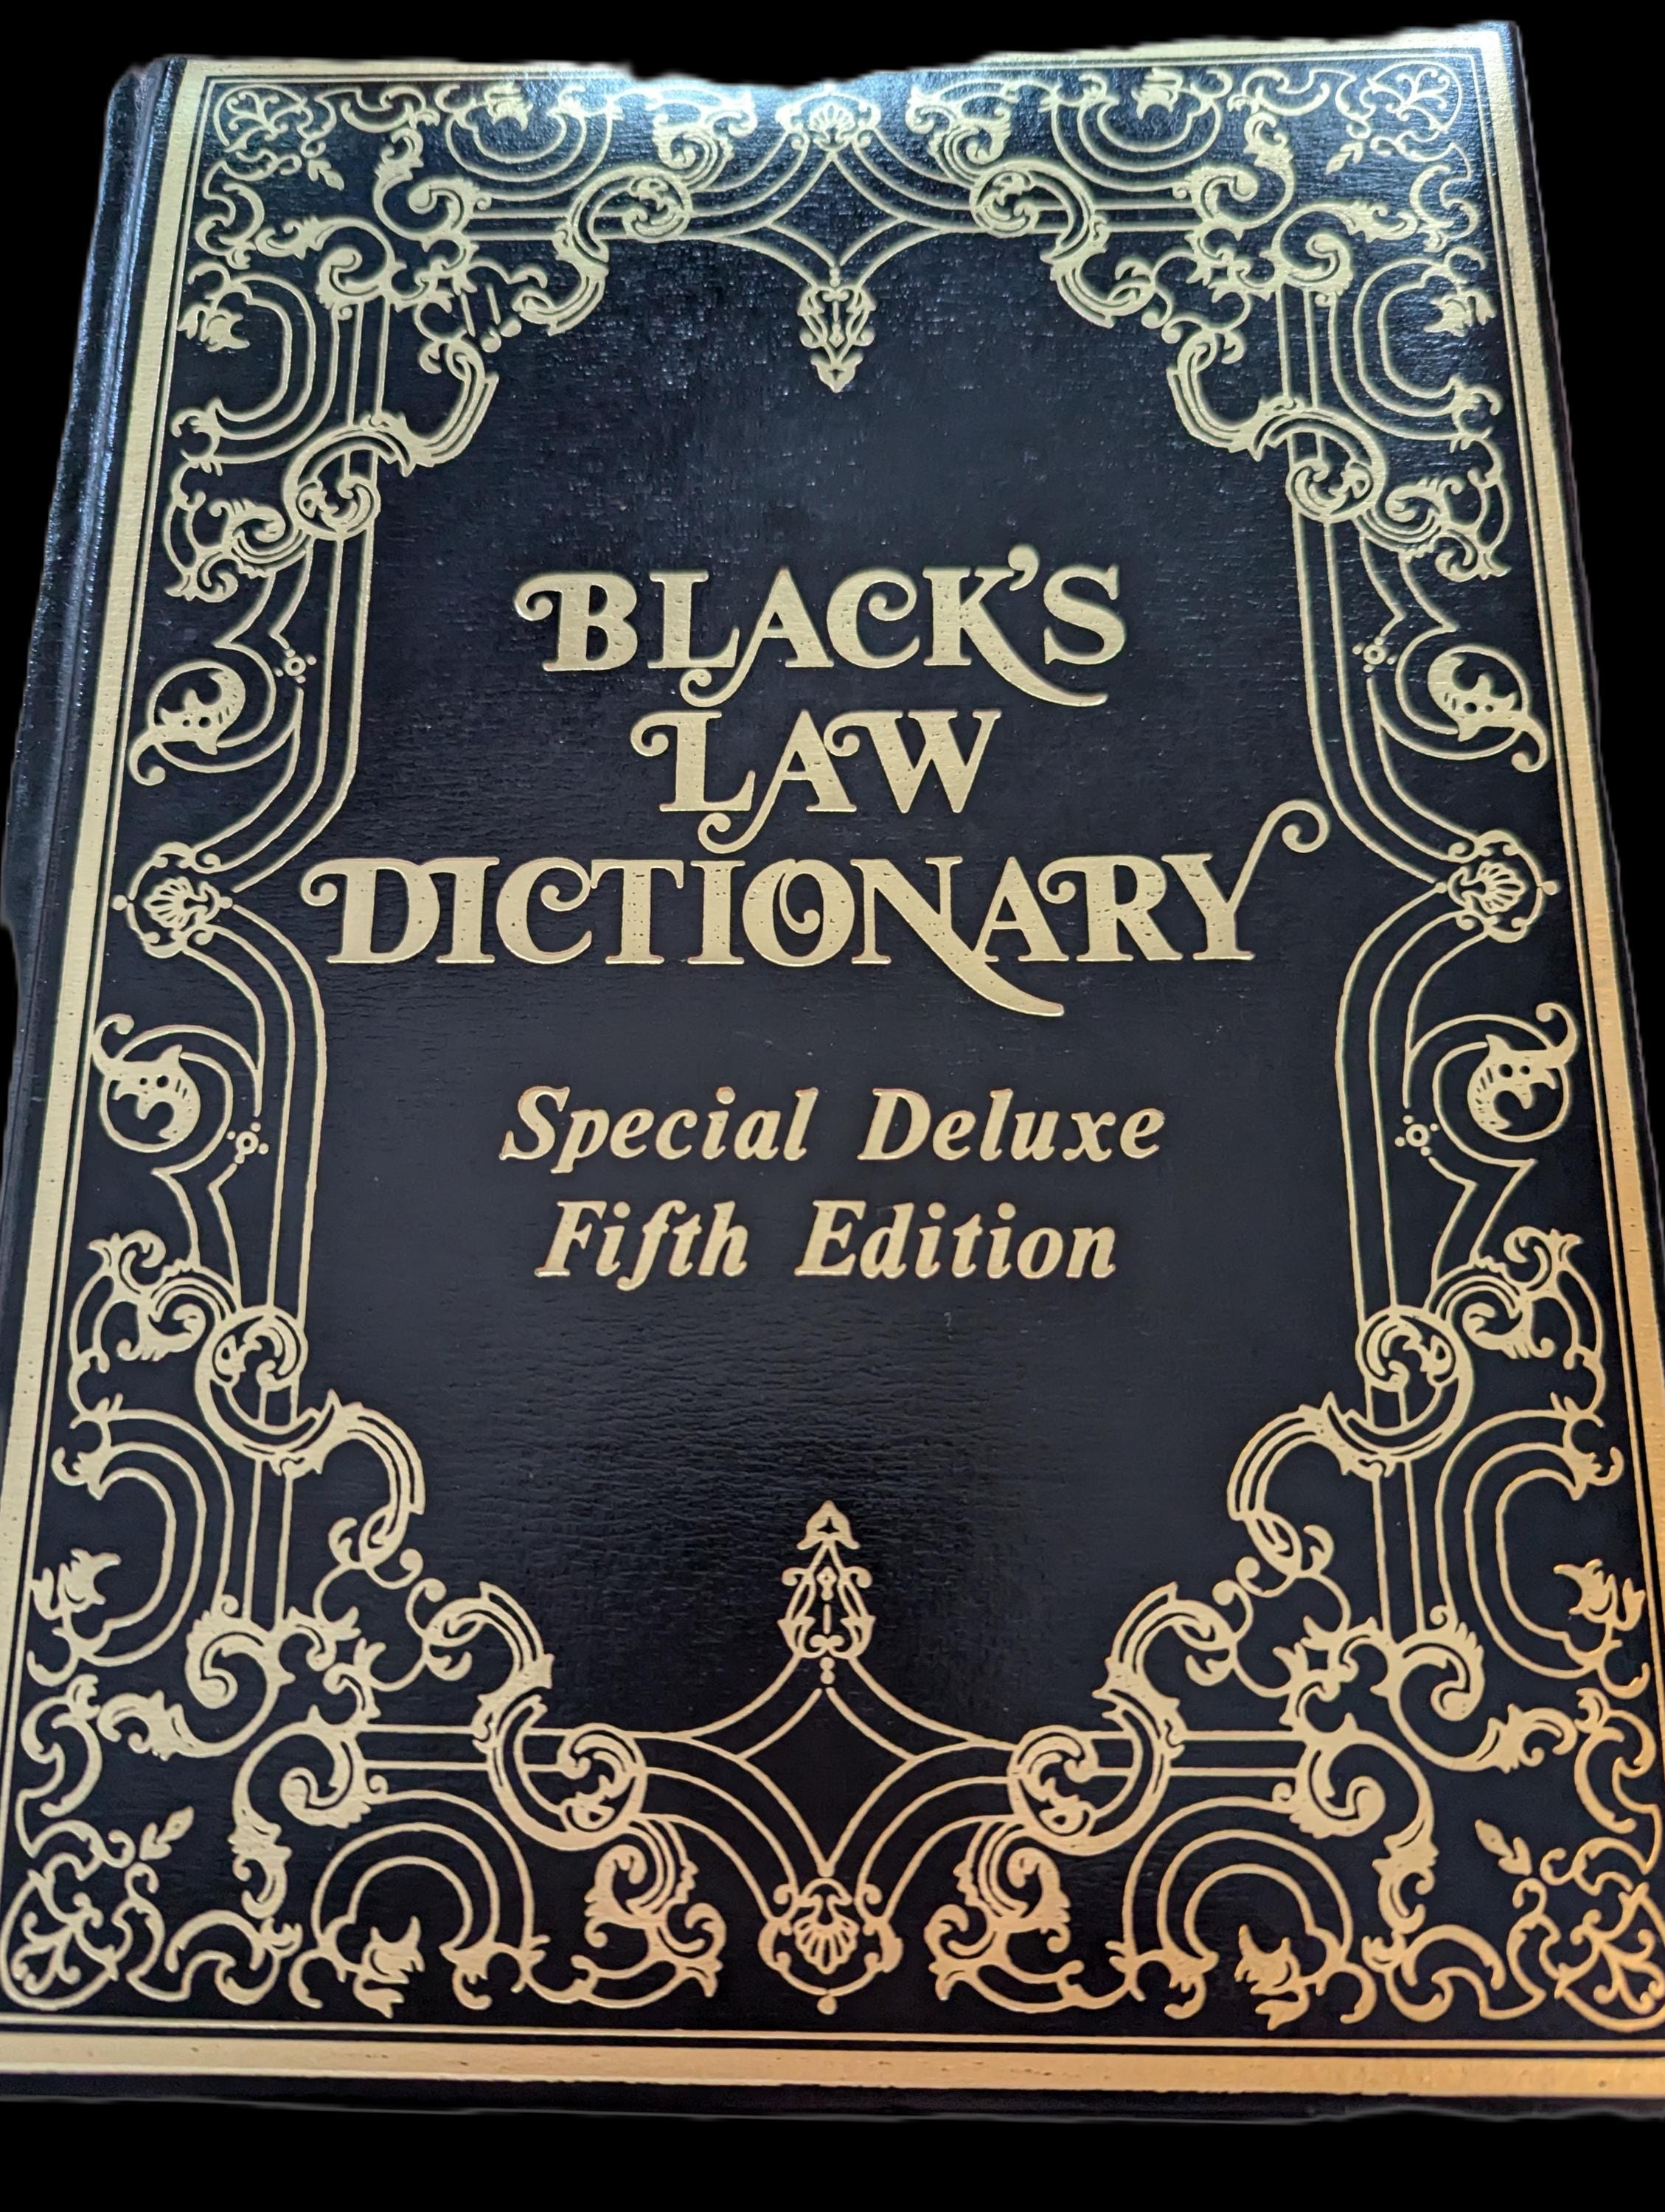 BLACK'S
LAW
DICTIONARY
Special Deluxe
Fifth Edition